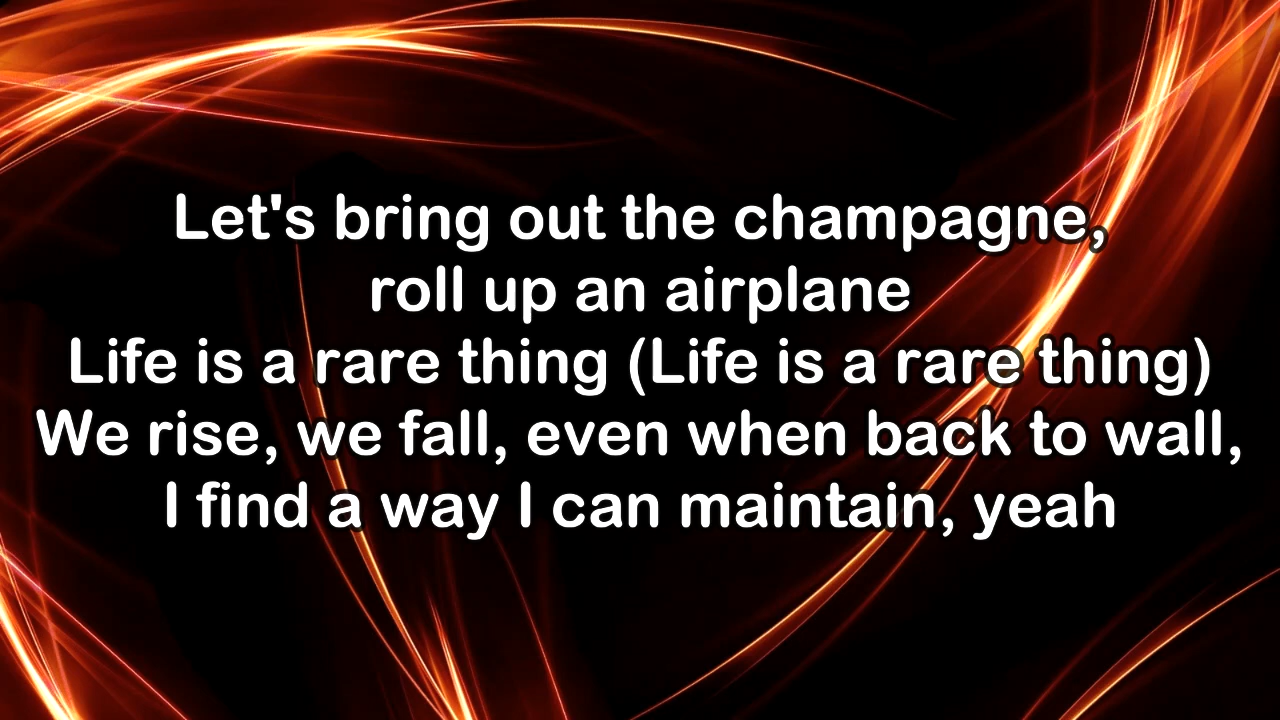 Let's bring out the champagne,
roll up an airplane
Life is a rare thing (Life is a rare thing)
We rise, we fall, even when back to wall,
I find a way I can maintain, yeah